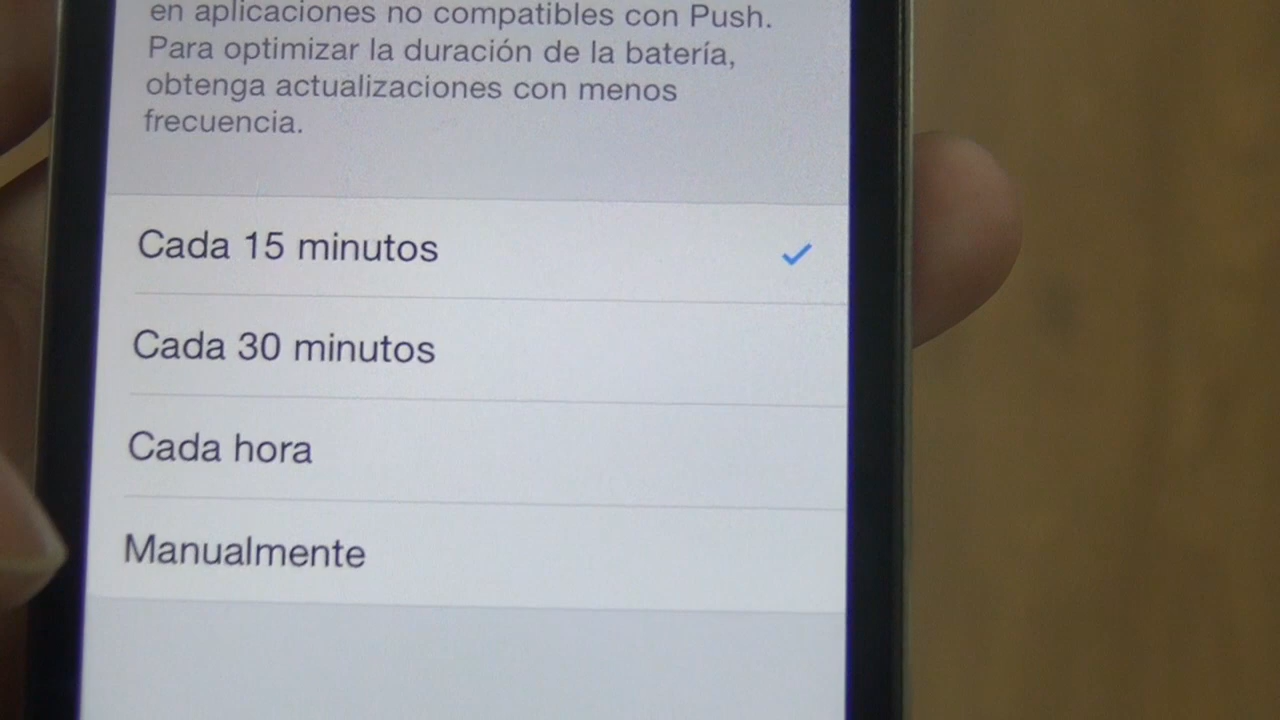 en aplicaciones no compatibles con Push.
Para optimizar la duración de la batería,
obtenga actualizaciones con menos
frecuencia.
Cada 15 minutos
Cada 30 minutos
Cada hora
Manualmente